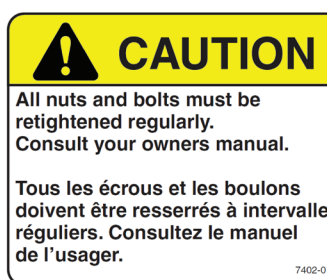 CAUTION
All nuts and bolts must be
retightened regularly.
Consult your owners manual.
Tous les écrous et les boulons
doivent être resserrés à intervalle
réguliers. Consultez le manuel
de l'usager.
7402-0